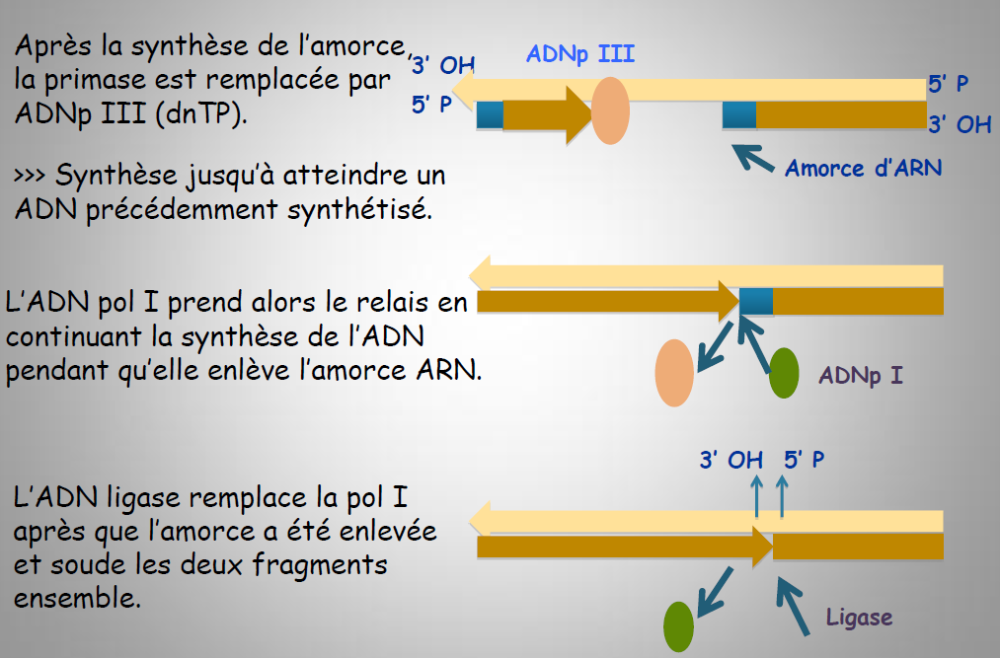 Après la synthèse de l'amorce,
la primase est remplacée par
ADNp III (dnTP).
3' OH
5' P
ADNp III
5' P
3' OH
Amorce d'ARN
>>> Synthèse jusqu'à atteindre un
ADN précédemment synthétisé.
L'ADN pol I prend alors le relais en
continuant la synthèse de l'ADN
pendant qu'elle enlève l'amorce ARN.
ADNp I
3' OH 5' P
L'ADN ligase remplace la pol I
après que l'amorce a été enlevée
et soude les deux fragments
ensemble.
Ligase